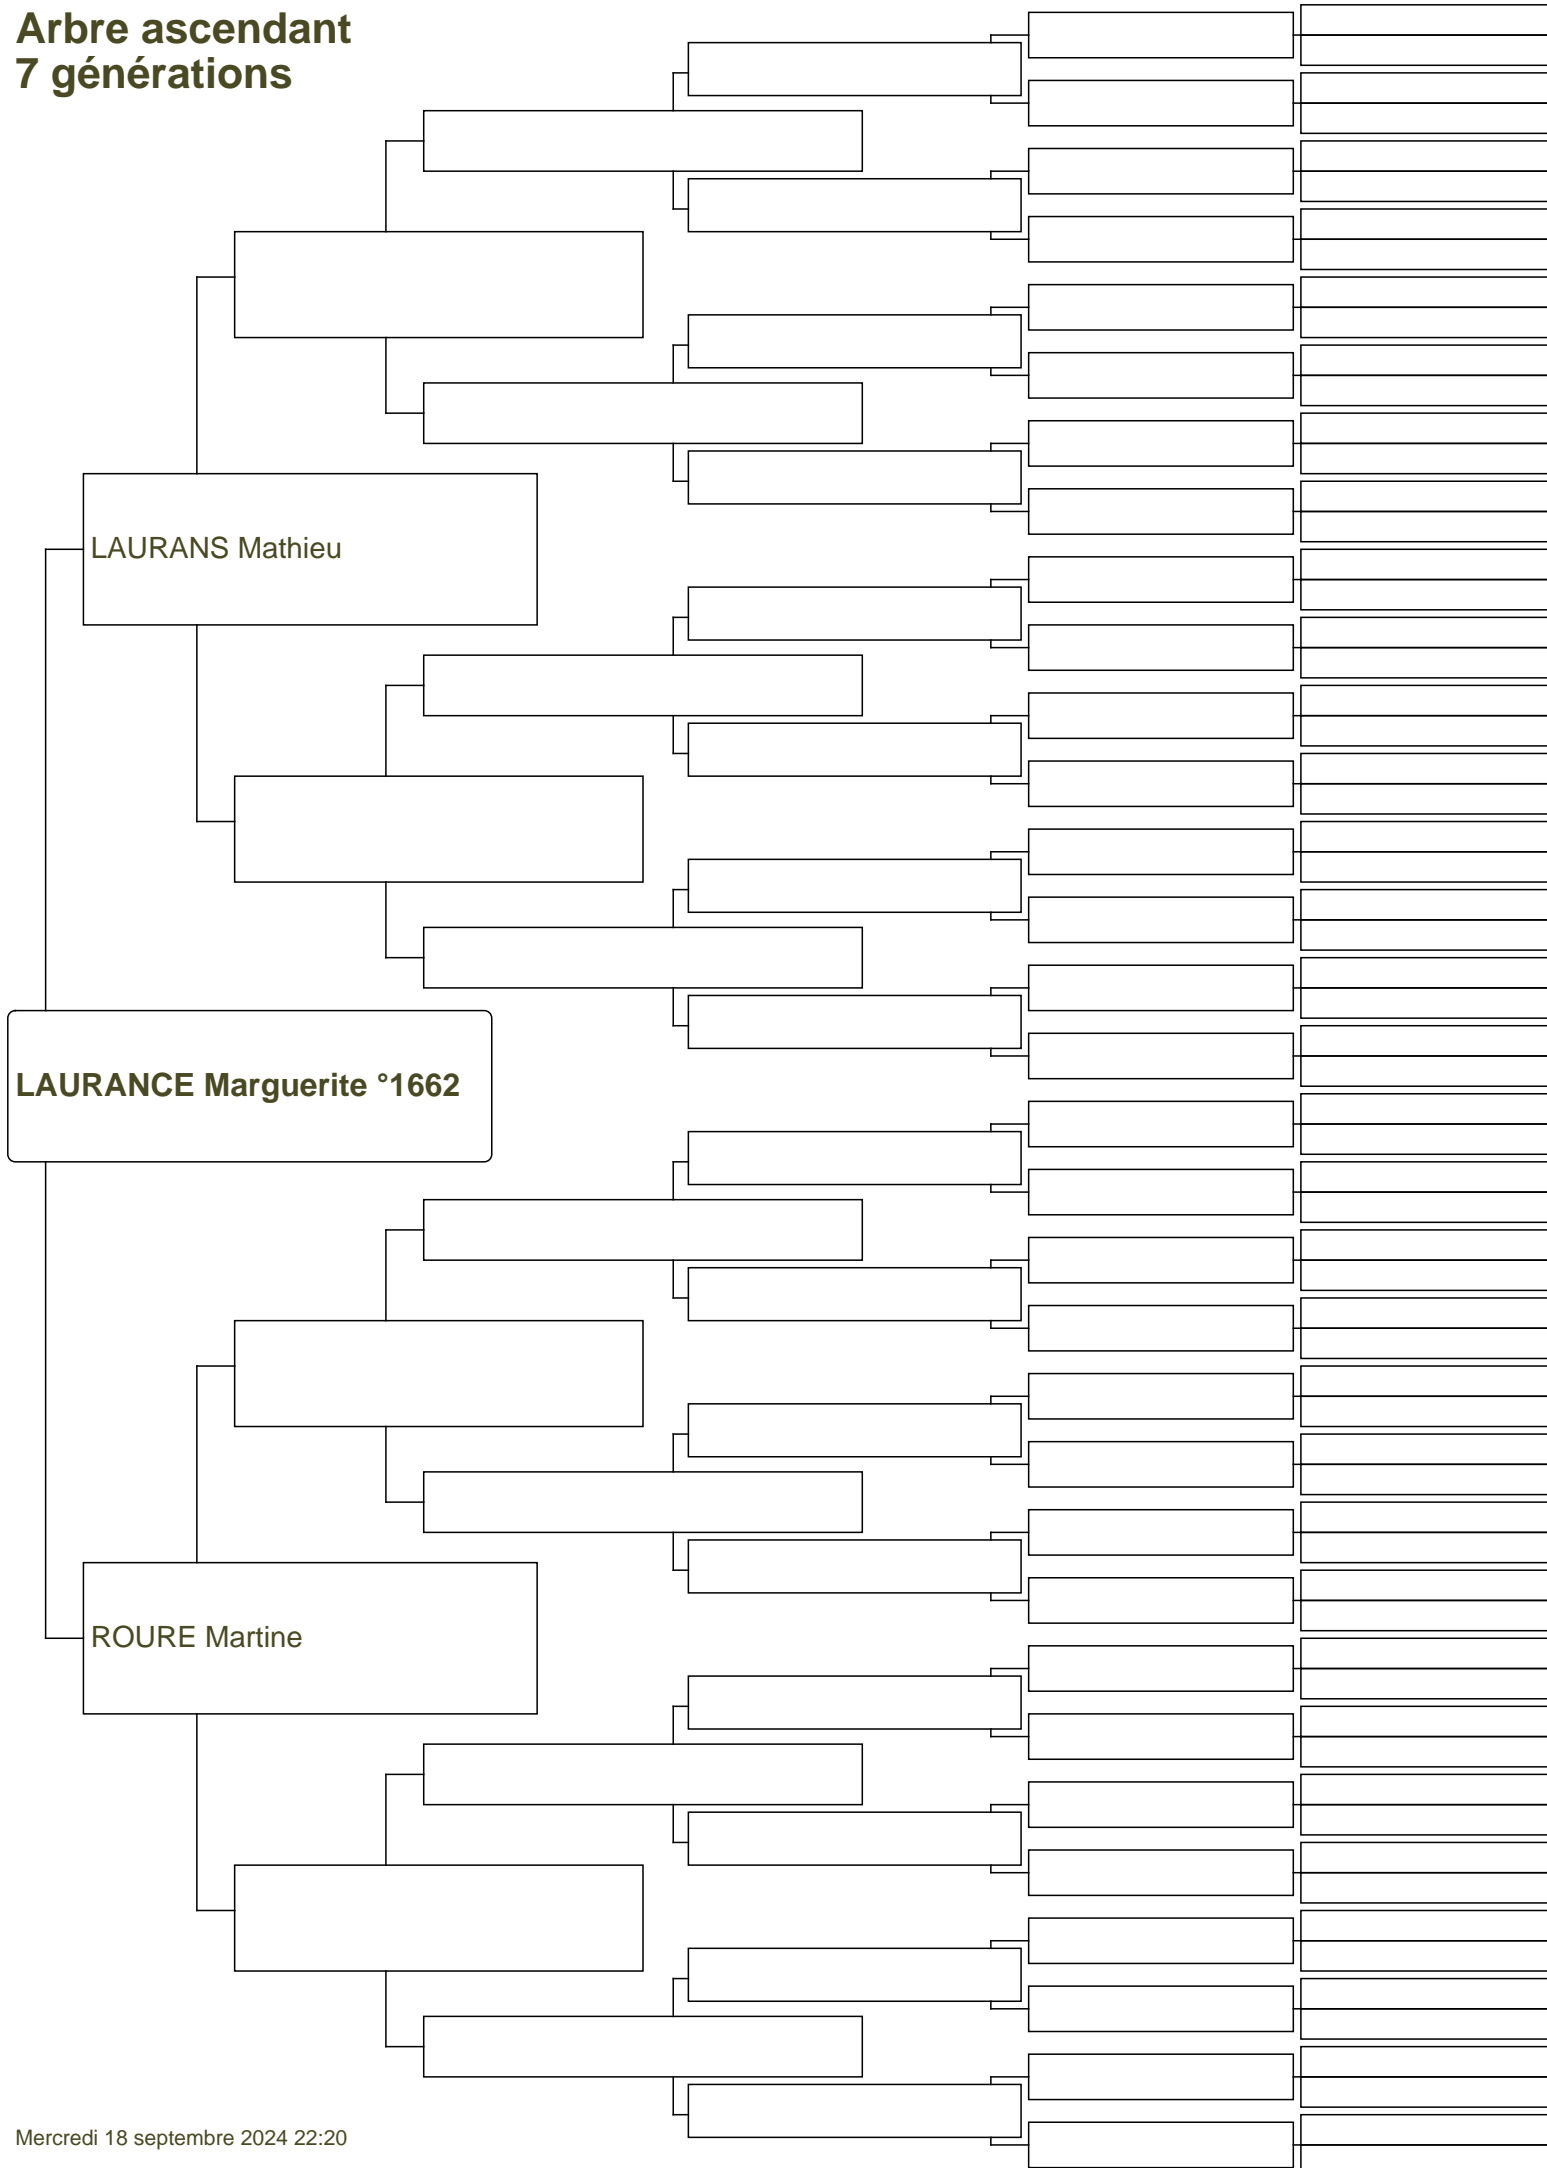 Arbre ascendant
7 générations
LAURANS Mathieu
LAURANCE Marguerite °1662
ROURE Martine
Mercredi 18 septembre 2024 22:20